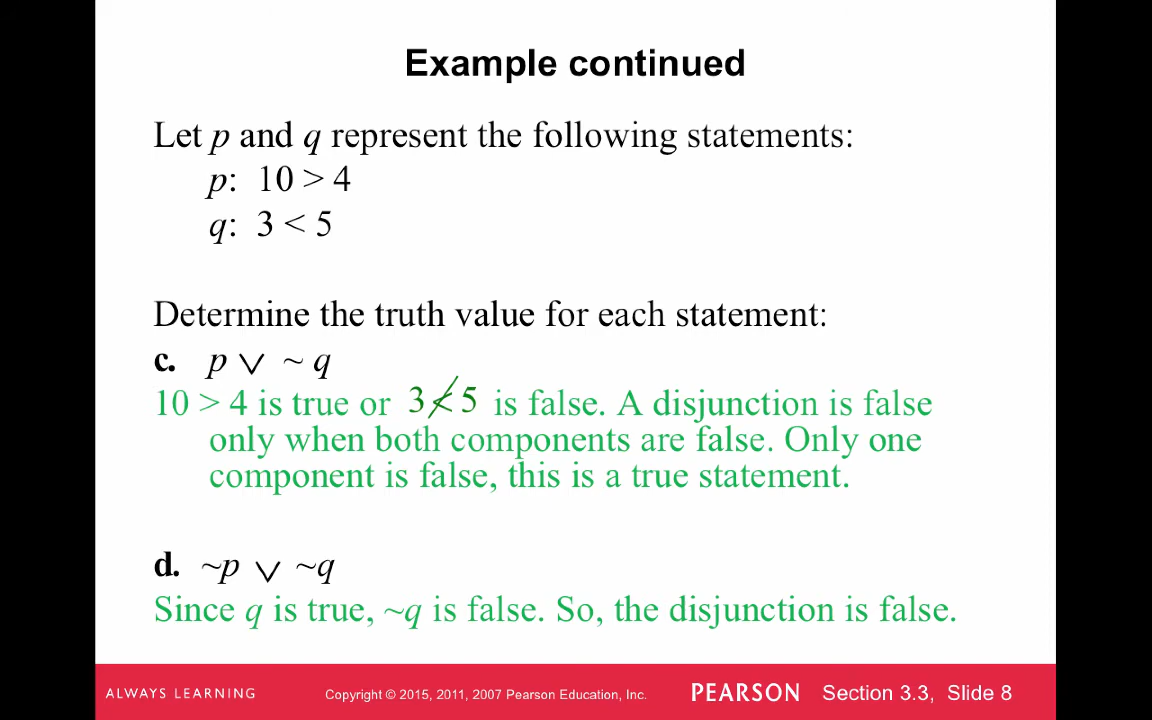 Example continued
Let p and q represent the following statements:
p: 10 > 4
q: 3 < 5
Determine the truth value for each statement:
c. p ∨ ~ q
10 > 4 is true or 3 ≮ 5 is false. A disjunction is false
only when both components are false. Only one
component is false, this is a true statement.
d. ~p ∨ ~q
Since q is true, ~q is false. So, the disjunction is false.
ALWAYS LEARNING Copyright © 2015, 2011, 2007 Pearson Education, Inc. PEARSON Section 3.3, Slide 8